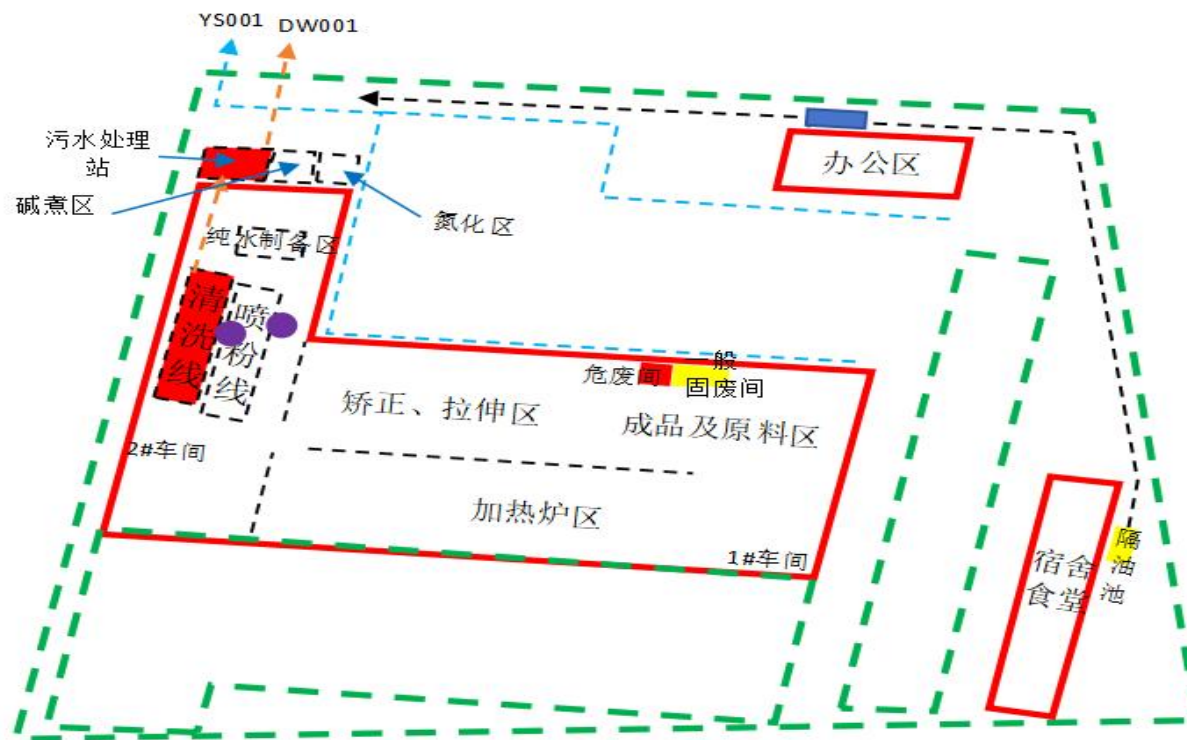 YS001
DW001
污水处理
站
碱煮区
氮化区
办公区
纯水制备区
清
洗
线
喷
粉
线
危废间
一般
固废间
矫正、拉伸区
成品及原料区
2#车间
加热炉区
1#车间
宿舍
食堂
隔
油
池